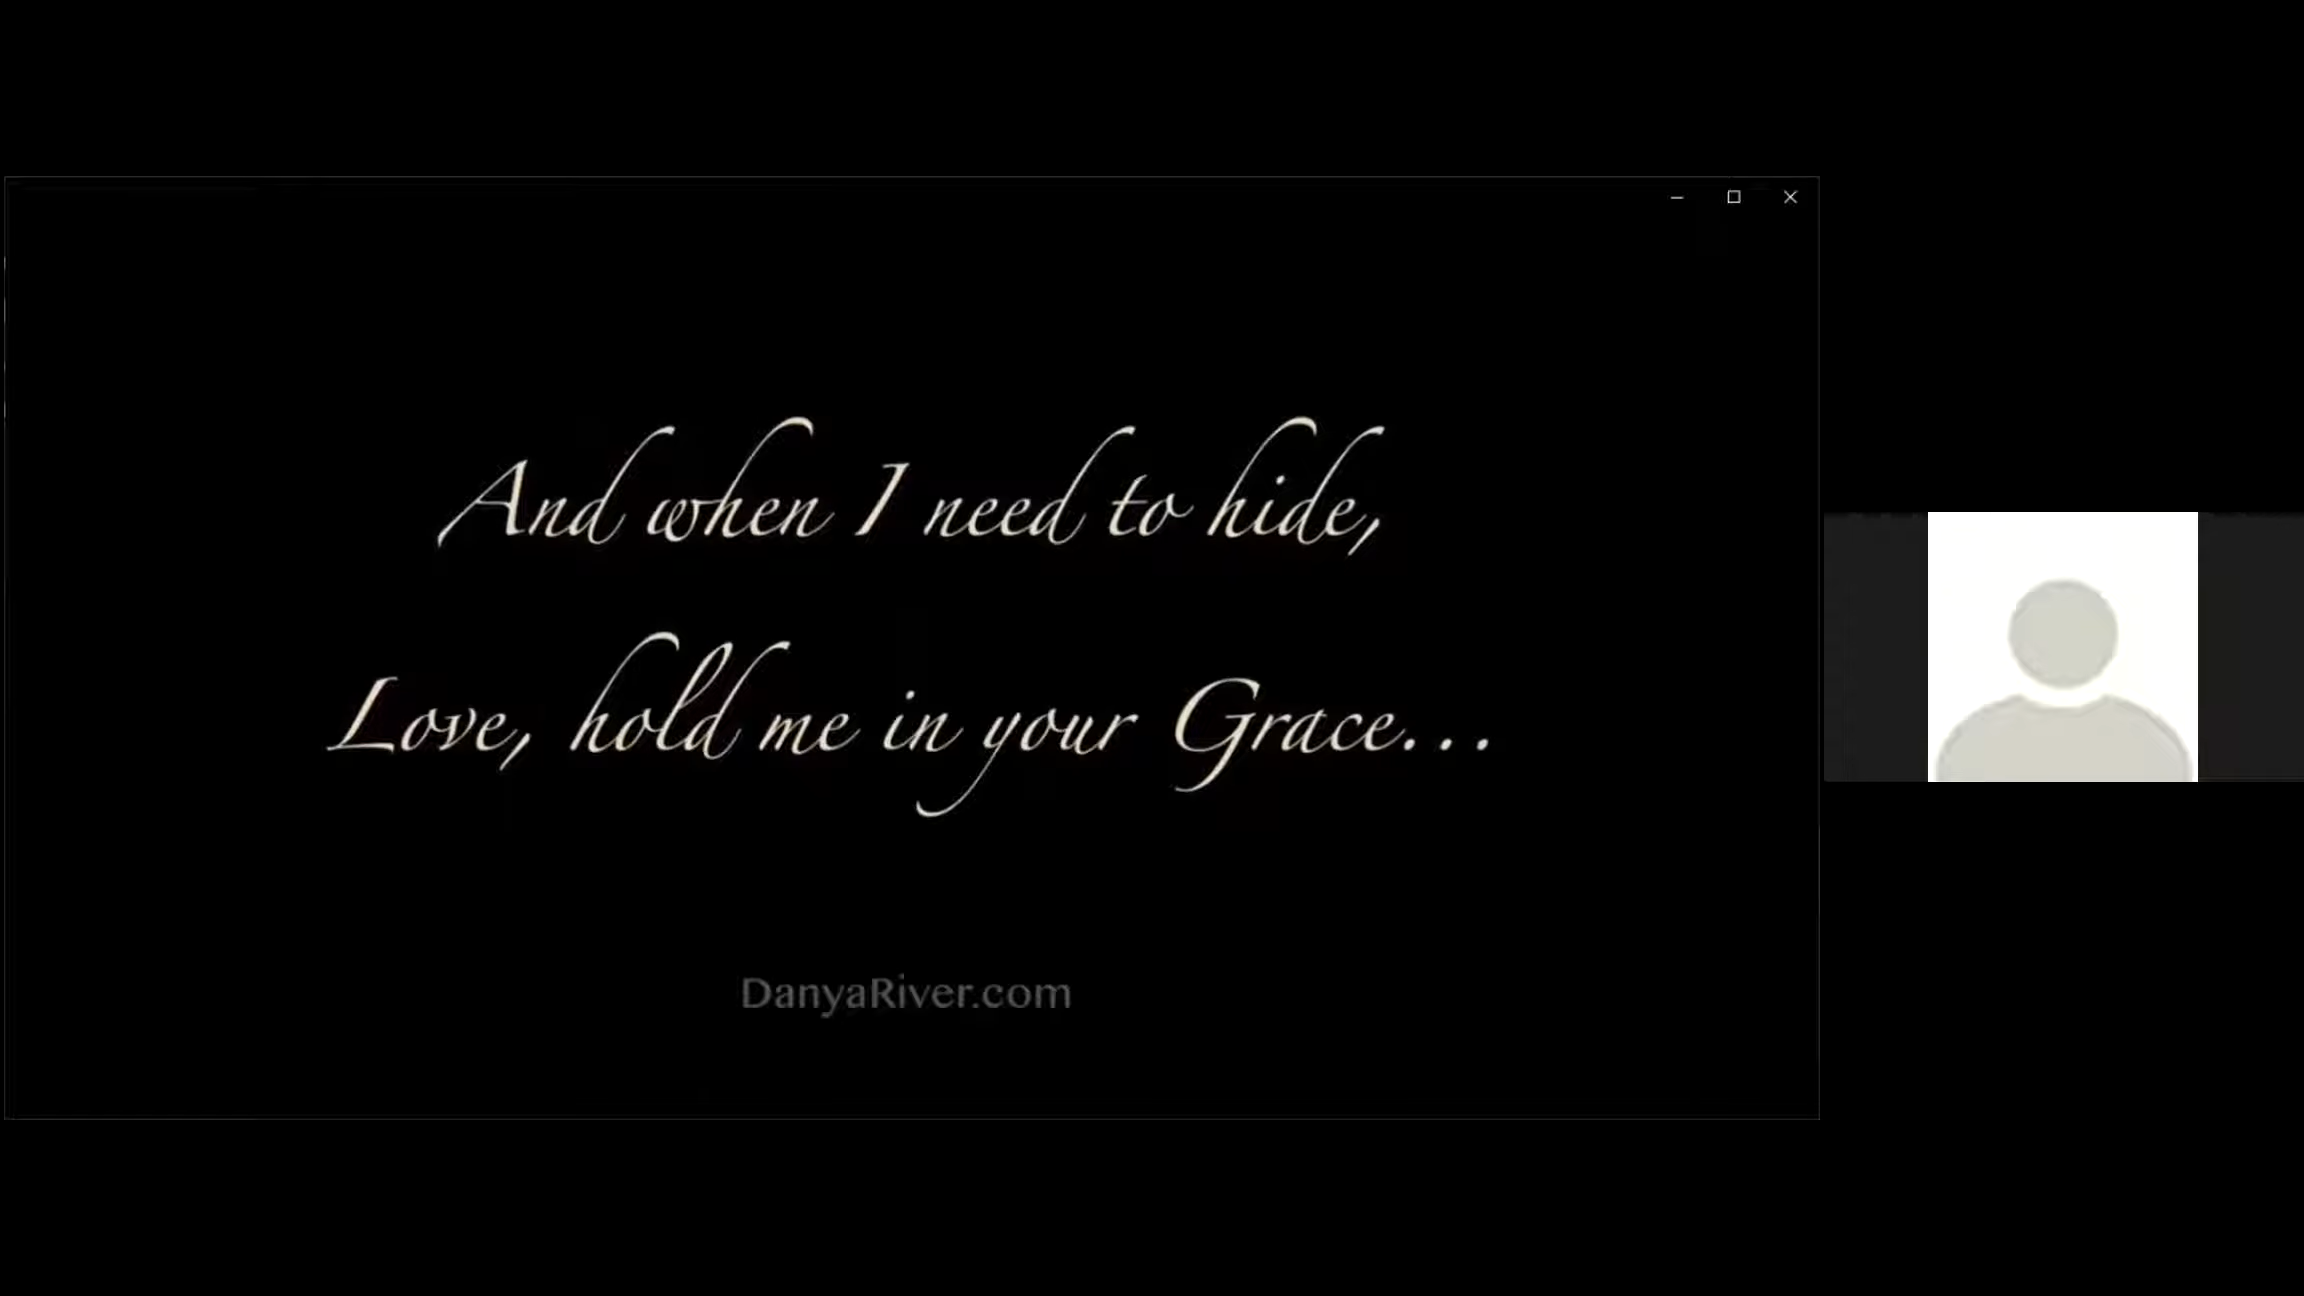 And when I need to hide,
Love, hold me in your Grace...
DanyaRiver.com